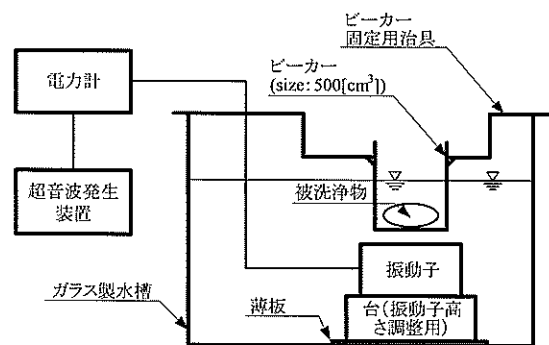 ビーカー
固定用治具
ビーカー
(size: 500[cm³])
電力計
超音波発生
装置
被洗浄物
振動子
ガラス製水槽
薄板
台(振動子高
さ調整用)